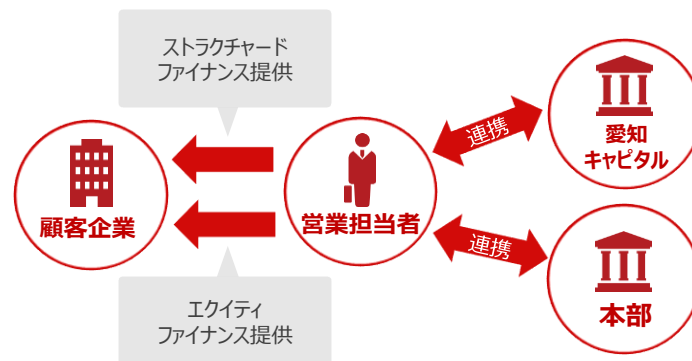 ストラクチャード
ファイナンス提供
顧客企業
営業担当者
連携
愛知
キャピタル
連携
本部
エクイティ
ファイナンス提供